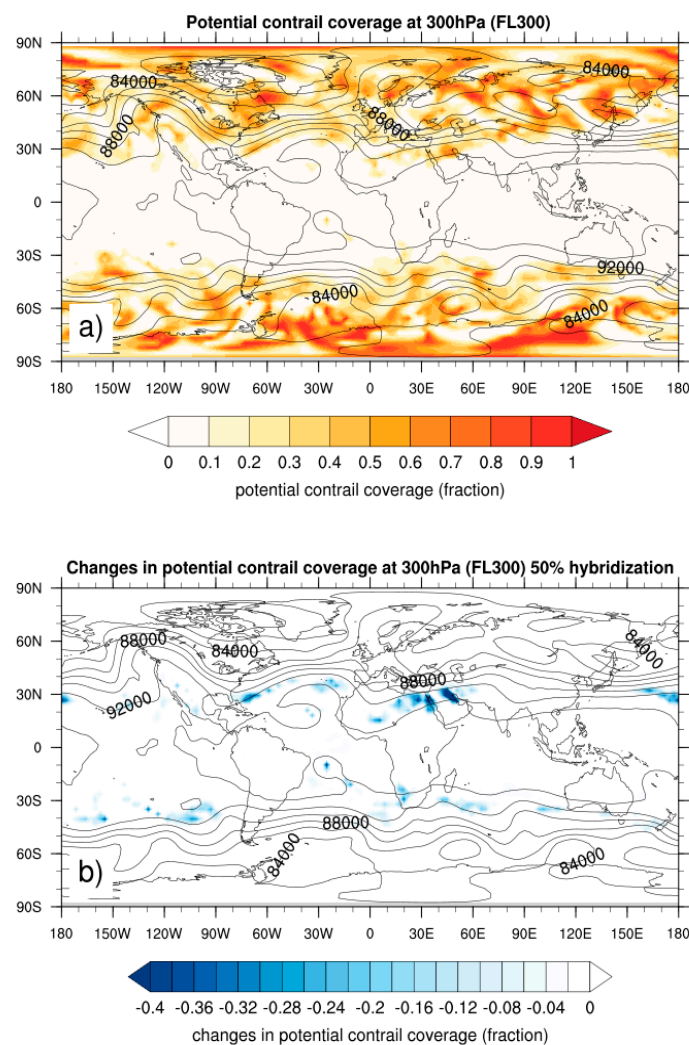 Potential contrail coverage at 300hPa (FL300)
90N
84000
84000
60N
88000
88000
30N
0
30S
92000
84000
84000
60S
a)
90S
180 150W 120W 90W 60W 30W 0 30E 60E 90E 120E 150E 180
0 0.1 0.2 0.3 0.4 0.5 0.6 0.7 0.8 0.9 1
potential contrail coverage (fraction)
Changes in potential contrail coverage at 300hPa (FL300) 50% hybridization
90N
88000
84000
84000
60N
88000
30N
92000
0
30S
88000
60S
84000
84000
b)
90S
180 150W 120W 90W 60W 30W 0 30E 60E 90E 120E 150E 180
-0.4 -0.36 -0.32 -0.28 -0.24 -0.2 -0.16 -0.12 -0.08 -0.04 0
changes in potential contrail coverage (fraction)